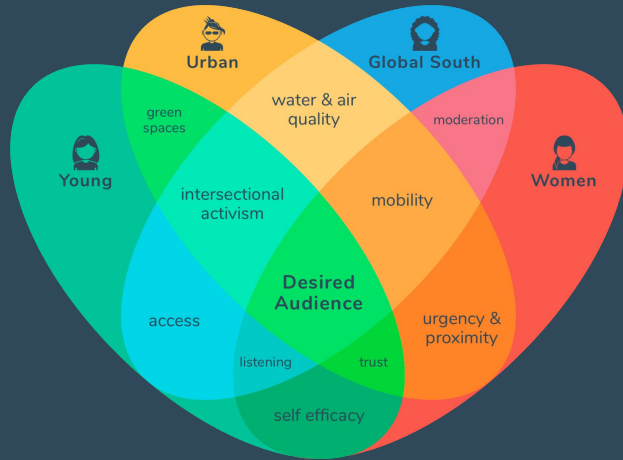 Urban
Global South
green
spaces
water & air
quality
moderation
Young
Women
intersectional
activism
mobility
Desired
Audience
access
urgency &
proximity
listening
trust
self efficacy